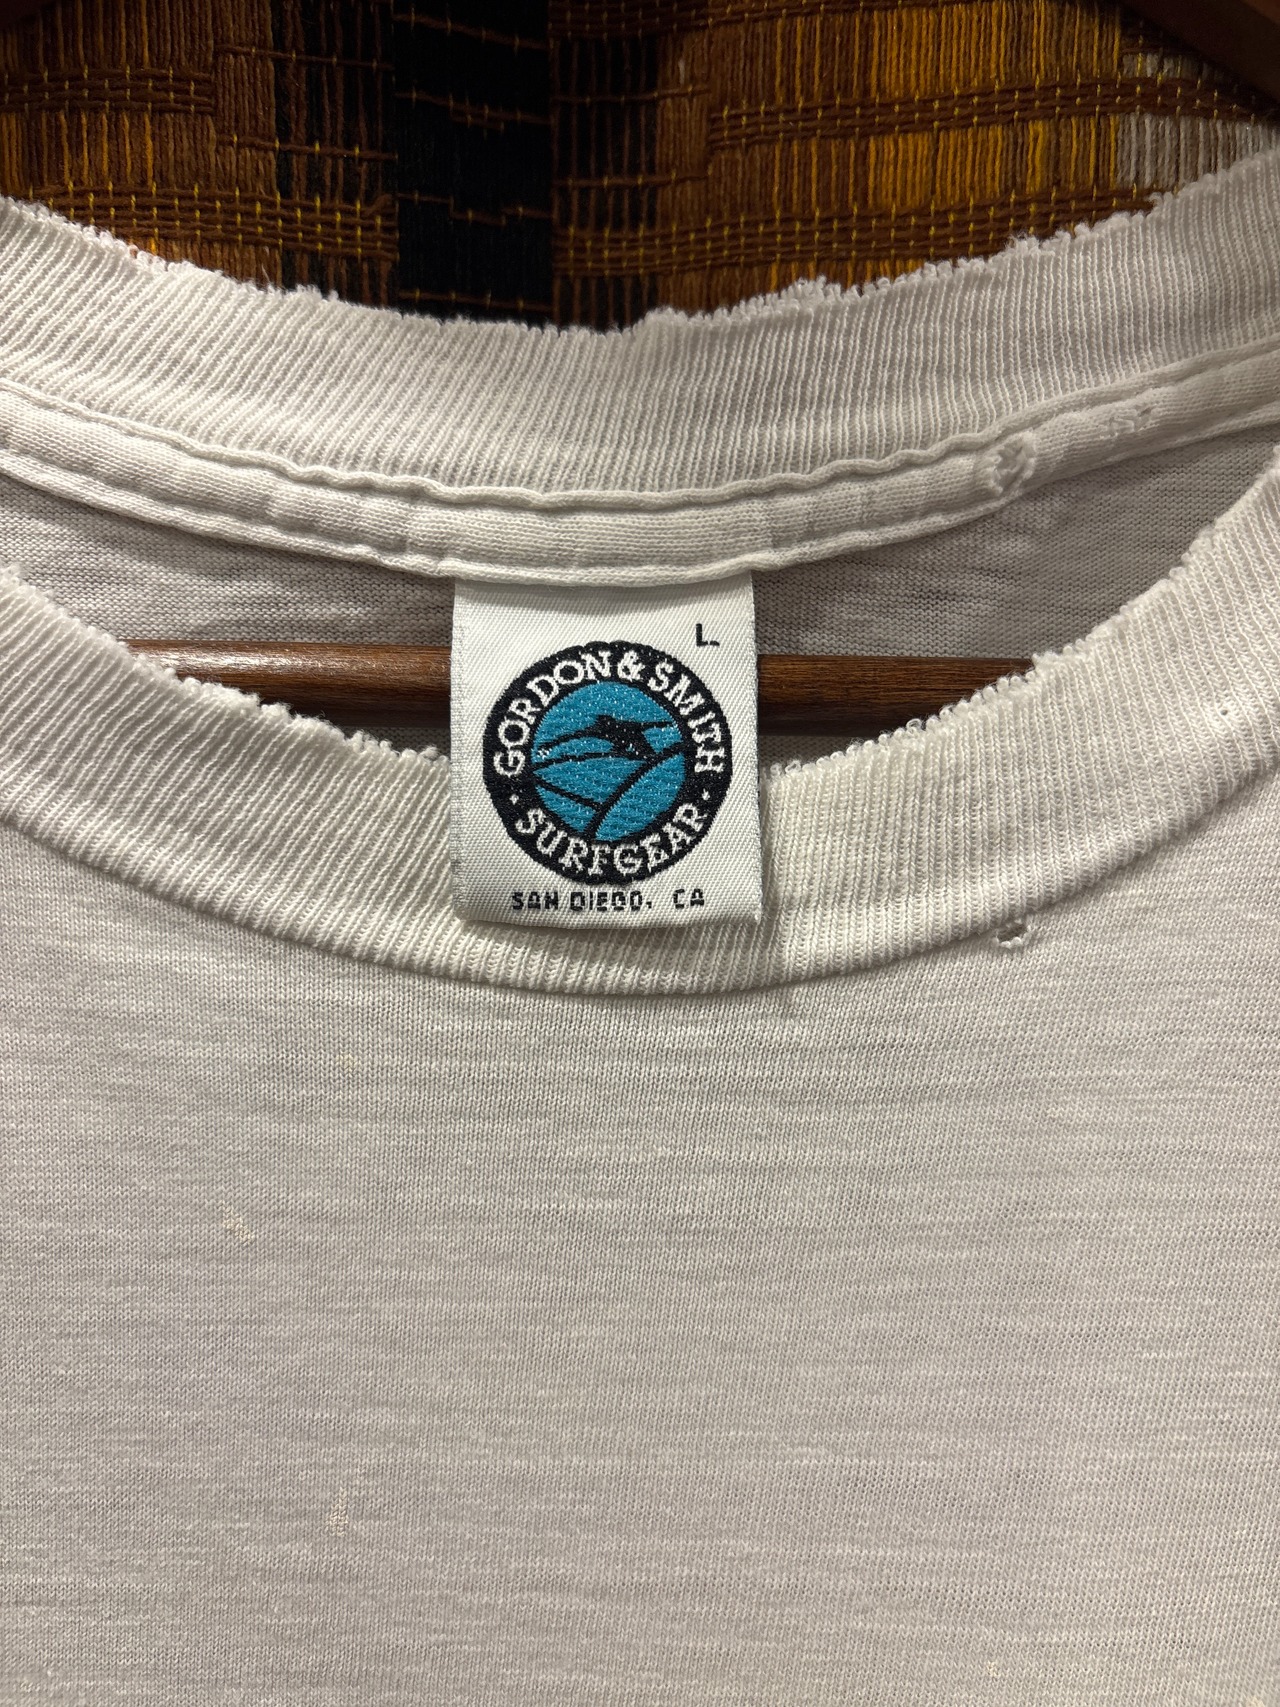 L.
GORDON & SMITH
· SURFGEAR ·
SAN DIEGO, CA